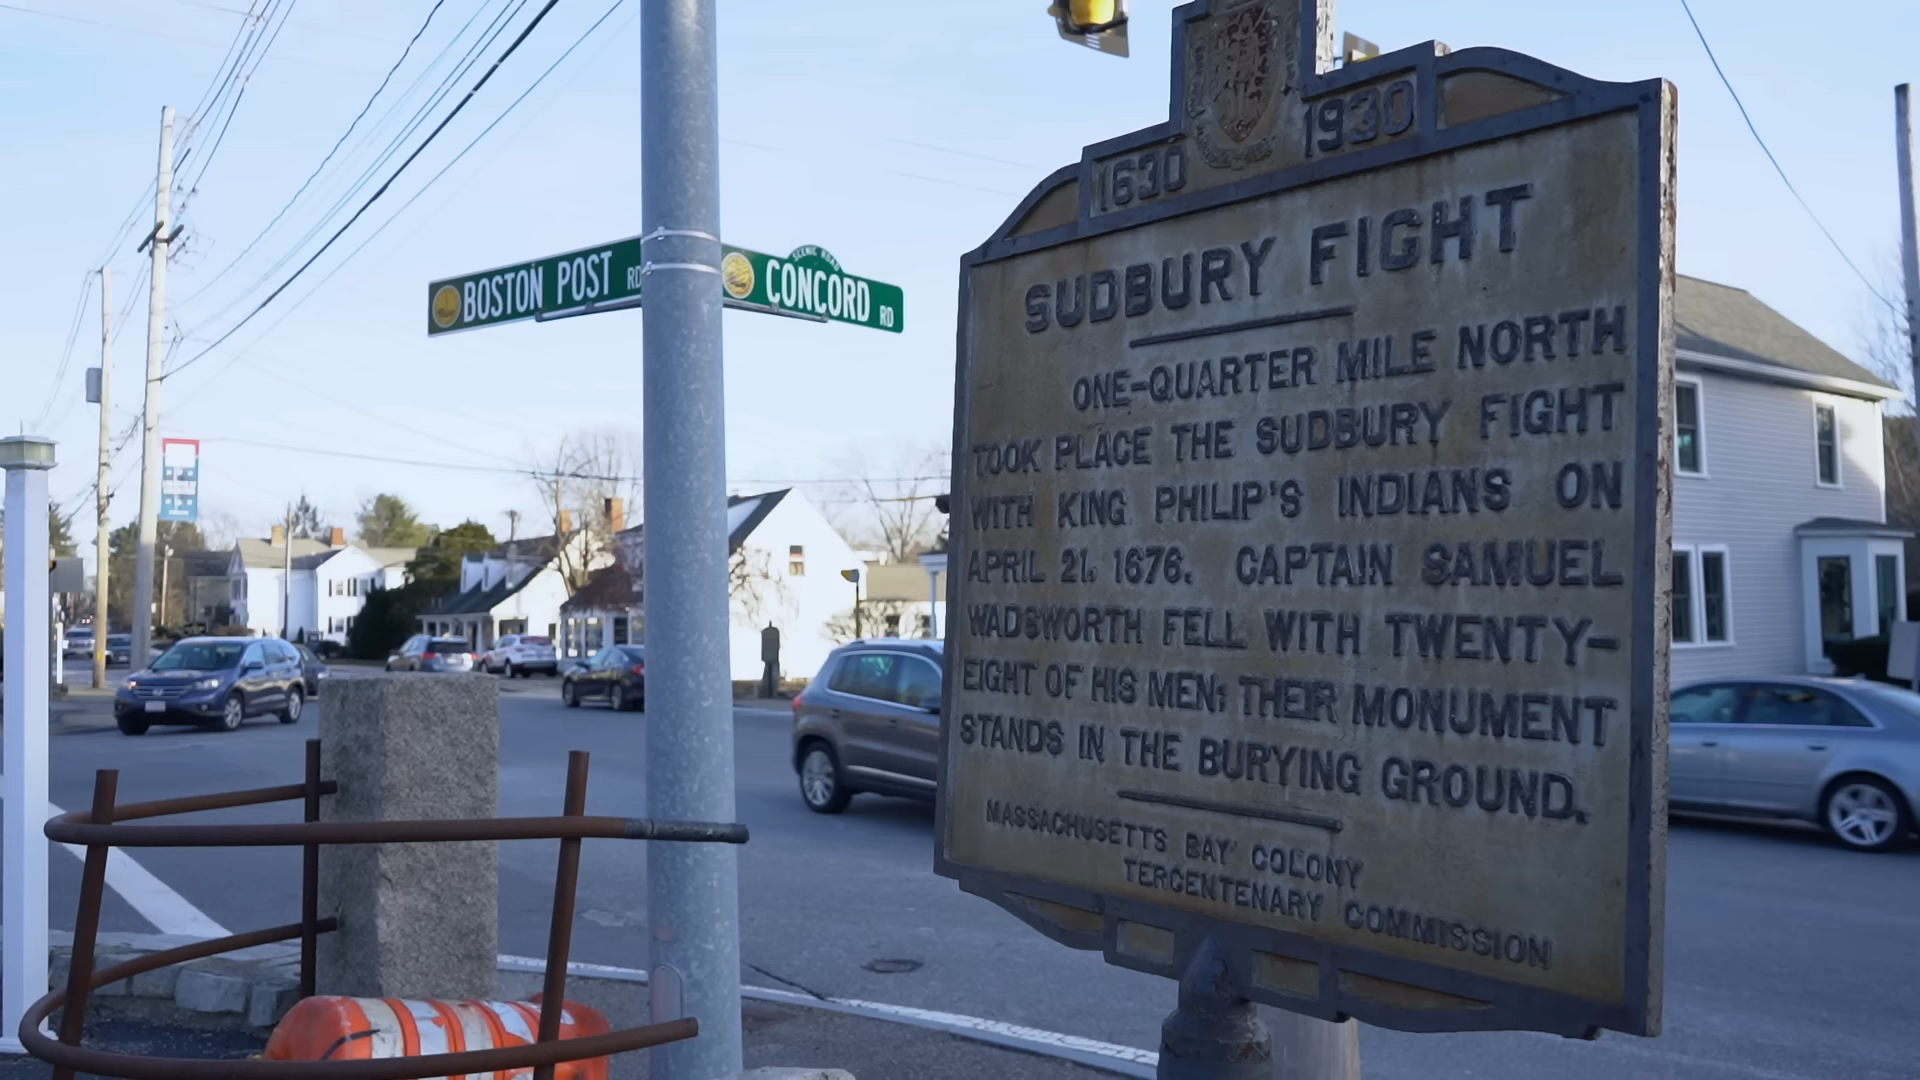 BOSTON POST RD
SCENIC ROAD
CONCORD RD
1630 1930
SUDBURY FIGHT
ONE-QUARTER MILE NORTH
TOOK PLACE THE SUDBURY FIGHT
WITH KING PHILIP'S INDIANS ON
APRIL 21, 1676. CAPTAIN SAMUEL
WADSWORTH FELL WITH TWENTY-
EIGHT OF HIS MEN: THEIR MONUMENT
STANDS IN THE BURYING GROUND.
MASSACHUSETTS BAY COLONY
TERCENTENARY COMMISSION